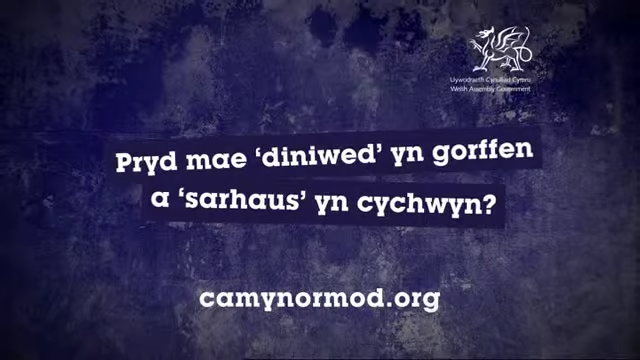 Llywodraeth Cynulliad Cymru
Welsh Assembly Government
Pryd mae ‘diniwed’ yn gorffen
a ‘sarhaus’ yn cychwyn?
camynormod.org